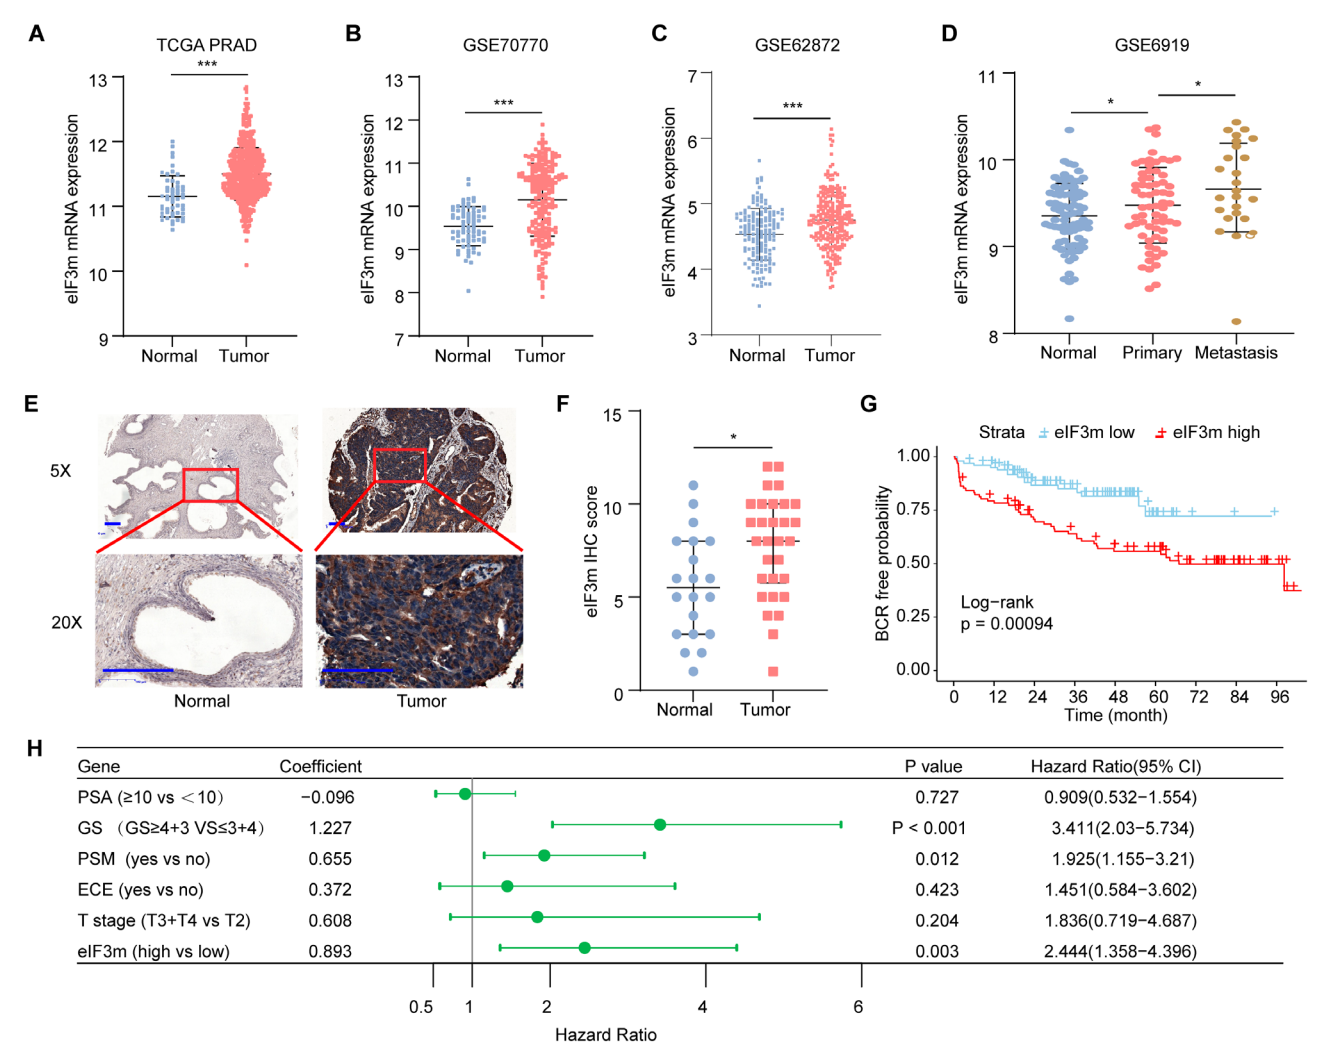 A
TCGA PRAD
***
eIF3m mRNA expression
13
12
11
10
9
Normal
Tumor
B
GSE70770
***
eIF3m mRNA expression
13
12
11
10
9
8
7
Normal
Tumor
C
GSE62872
***
eIF3m mRNA expression
7
6
5
4
3
Normal
Tumor
D
GSE6919
*
*
eIF3m mRNA expression
11
10
9
8
Normal
Primary
Metastasis
E
5X
20X
Normal
Tumor
F
*
eIF3m IHC score
15
10
5
0
Normal
Tumor
G
Strata
eIF3m low
eIF3m high
BCR free probability
1.00
0.75
0.50
0.25
0.00
Log−rank
p = 0.00094
0 12 24 36 48 60 72 84 96
Time (month)
H
Gene Coefficient P value Hazard Ratio(95% CI)
PSA (≥10 vs ＜10） −0.096 0.727 0.909(0.532−1.554)
GS （GS≥4+3 VS≤3+4） 1.227 P < 0.001 3.411(2.03−5.734)
PSM (yes vs no) 0.655 0.012 1.925(1.155−3.21)
ECE (yes vs no) 0.372 0.423 1.451(0.584−3.602)
T stage (T3+T4 vs T2) 0.608 0.204 1.836(0.719−4.687)
eIF3m (high vs low) 0.893 0.003 2.444(1.358−4.396)
0.5 1 2 4 6
Hazard Ratio